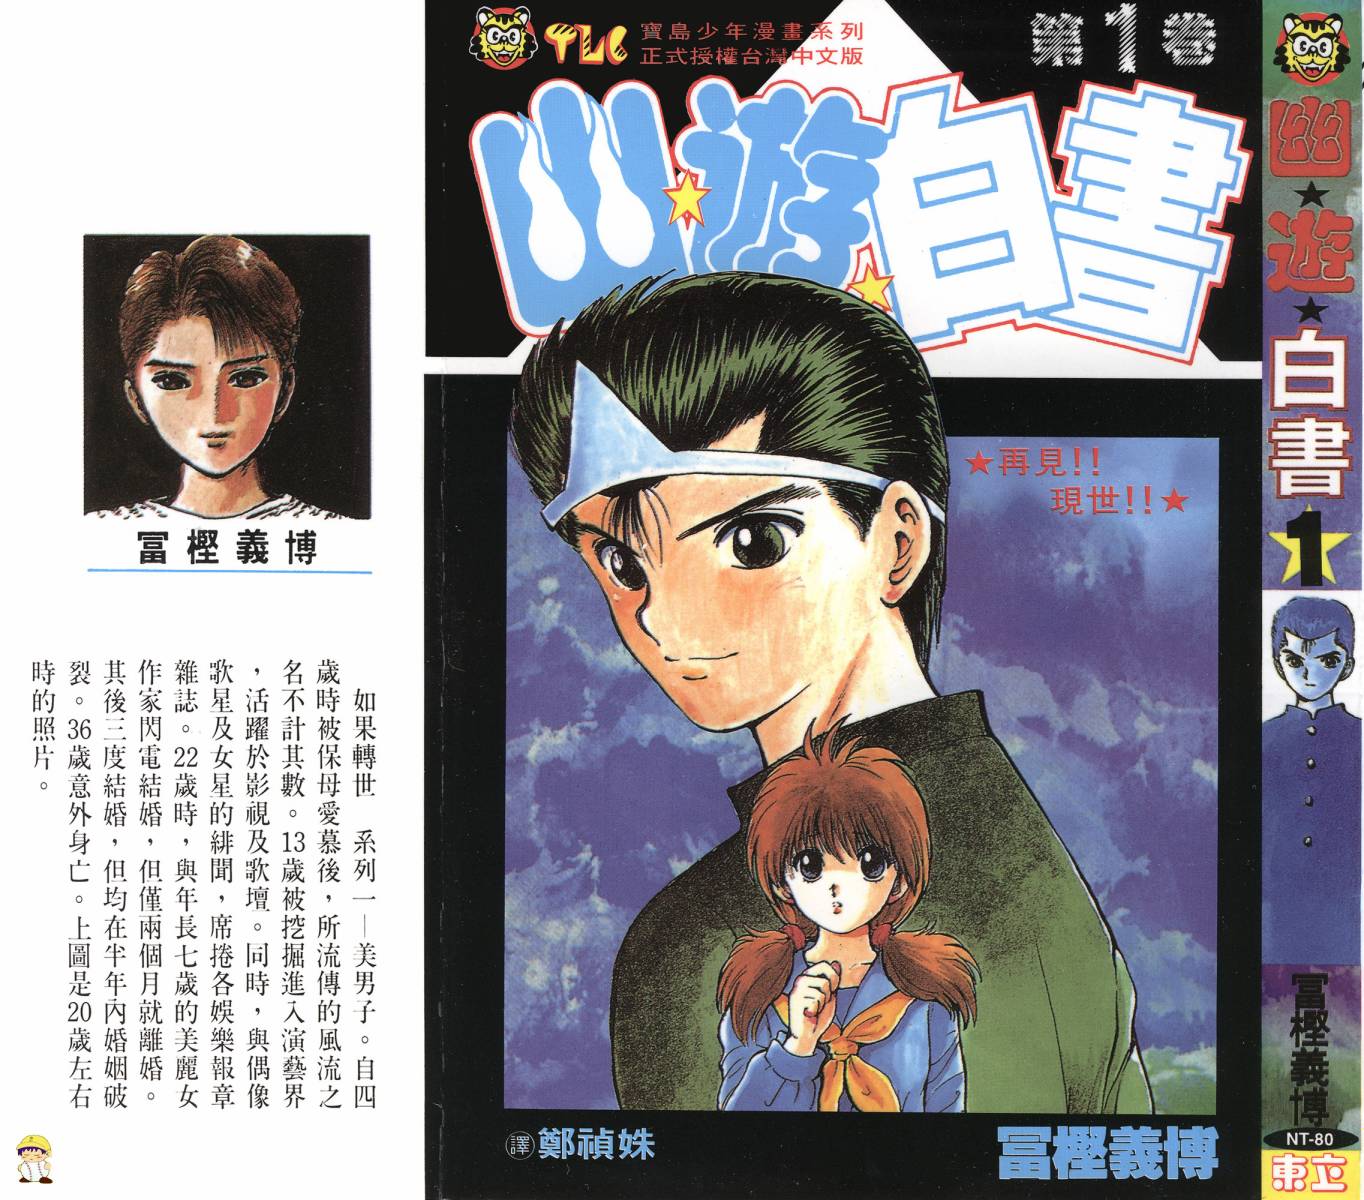 TLC
寶島少年漫畫系列
正式授權台灣中文版
第1卷
幽遊白書
★再見!!
現世!!★
譯 鄭禎姝
冨樫義博
冨樫義博
如果轉世 系列一—美男子。自四
歲時被保母愛慕後，所流傳的風流之
名不計其數。13歲被挖掘進入演藝界
，活躍於影視及歌壇。同時，與偶像
歌星及女星的緋聞，席捲各娛樂報章
雜誌。22歲時，與年長七歲的美麗女
作家閃電結婚，但僅兩個月就離婚。
其後三度結婚，但均在半年內婚姻破
裂。36歲意外身亡。上圖是20歲左右
時的照片。
幽★遊★白書
1
冨樫義博
NT-80
東立